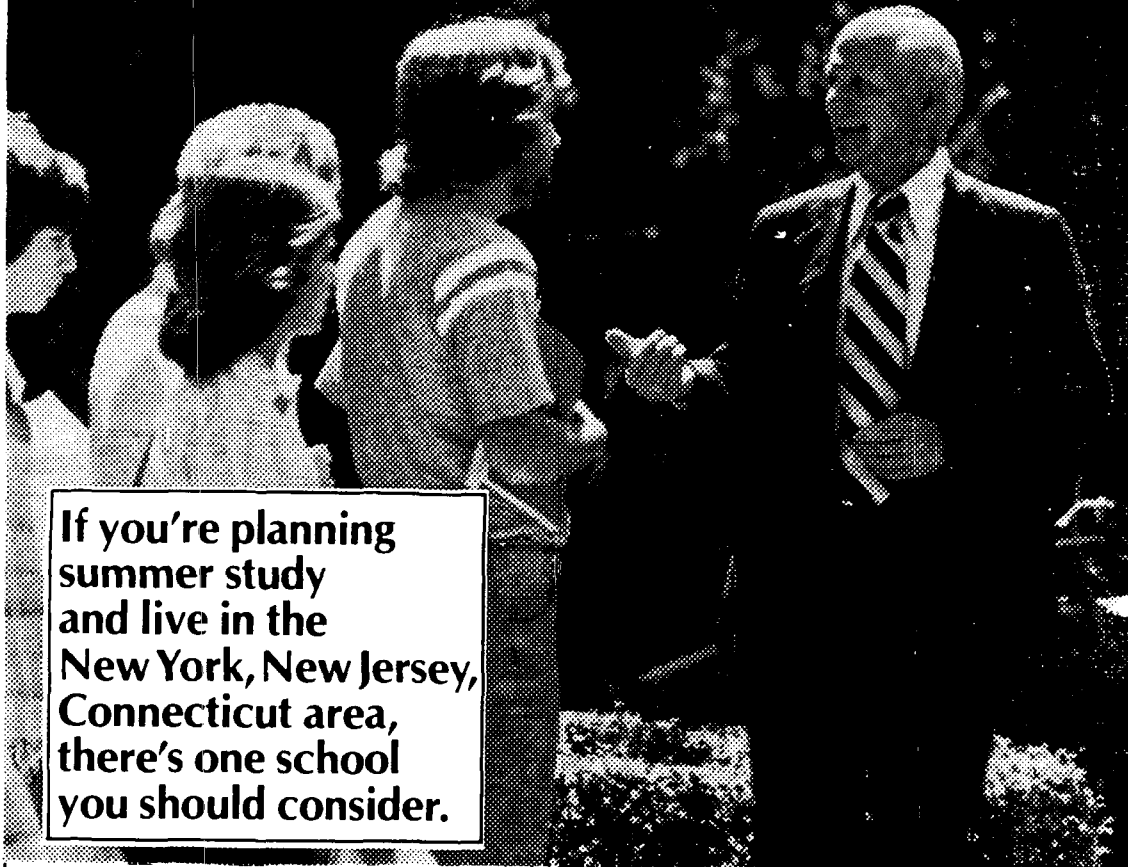 If you're planning
summer study
and live in the
New York, New Jersey,
Connecticut area,
there's one school
you should consider.